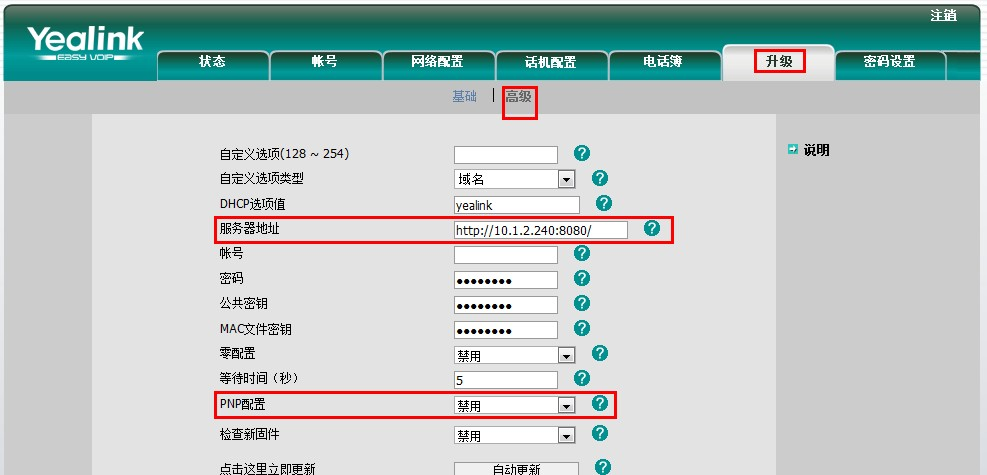 注销
Yealink
EASY VOIP
状态 帐号 网络配置 话机配置 电话簿 升级 密码设置
基础 | 高级
说明
自定义选项(128 ~ 254)
自定义选项类型 域名
DHCP选项值 yealink
服务器地址 http://10.1.2.240:8080/
帐号
密码 ●●●●●●●●
公共密钥 ●●●●●●●●
MAC文件密钥 ●●●●●●●●
零配置 禁用
等待时间（秒） 5
PNP配置 禁用
检查新固件 禁用
点击这里立即更新 自动更新